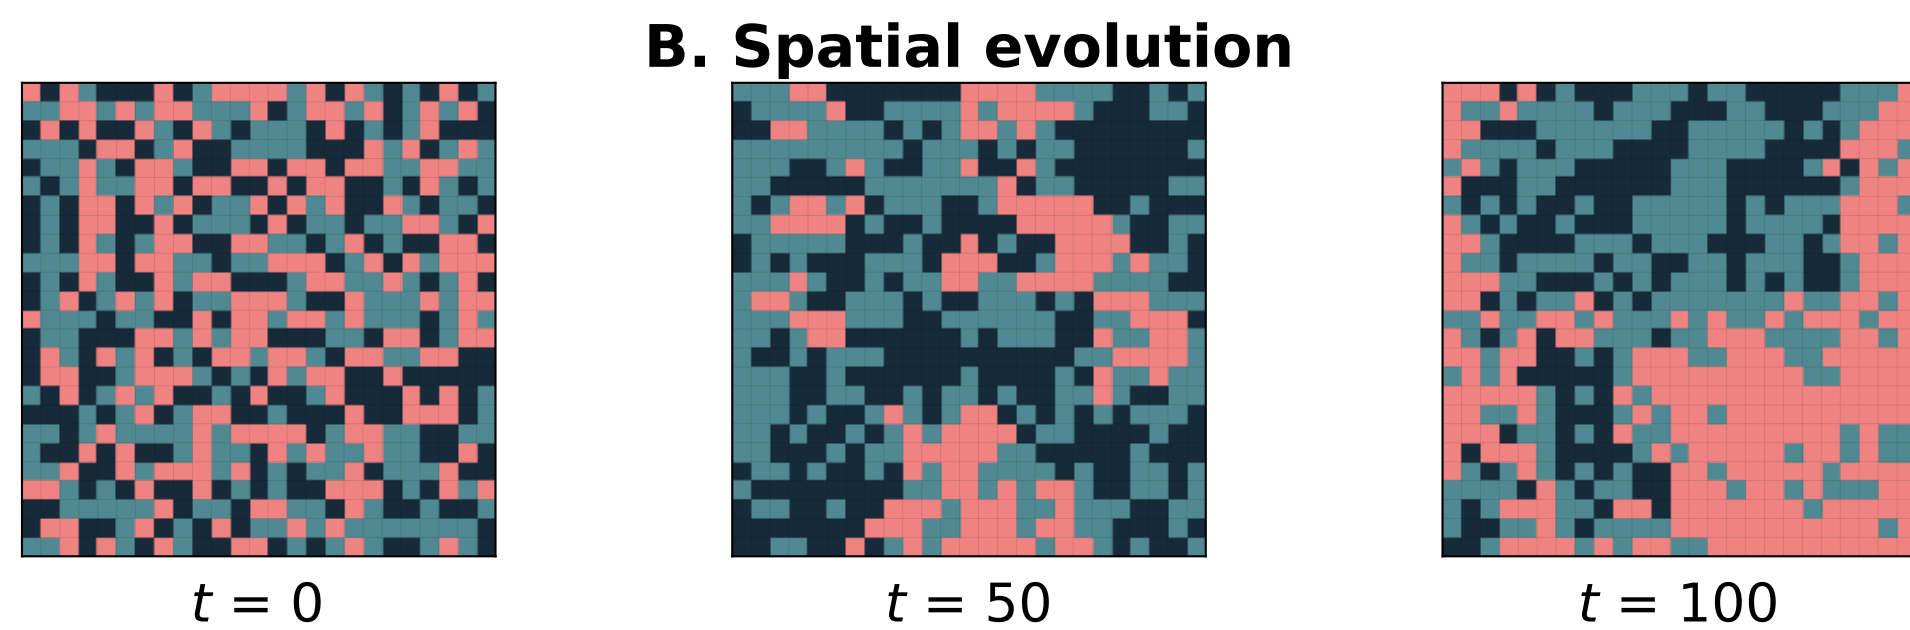 B. Spatial evolution
t = 0
t = 50
t = 100